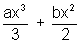 ax³/3 + bx²/2